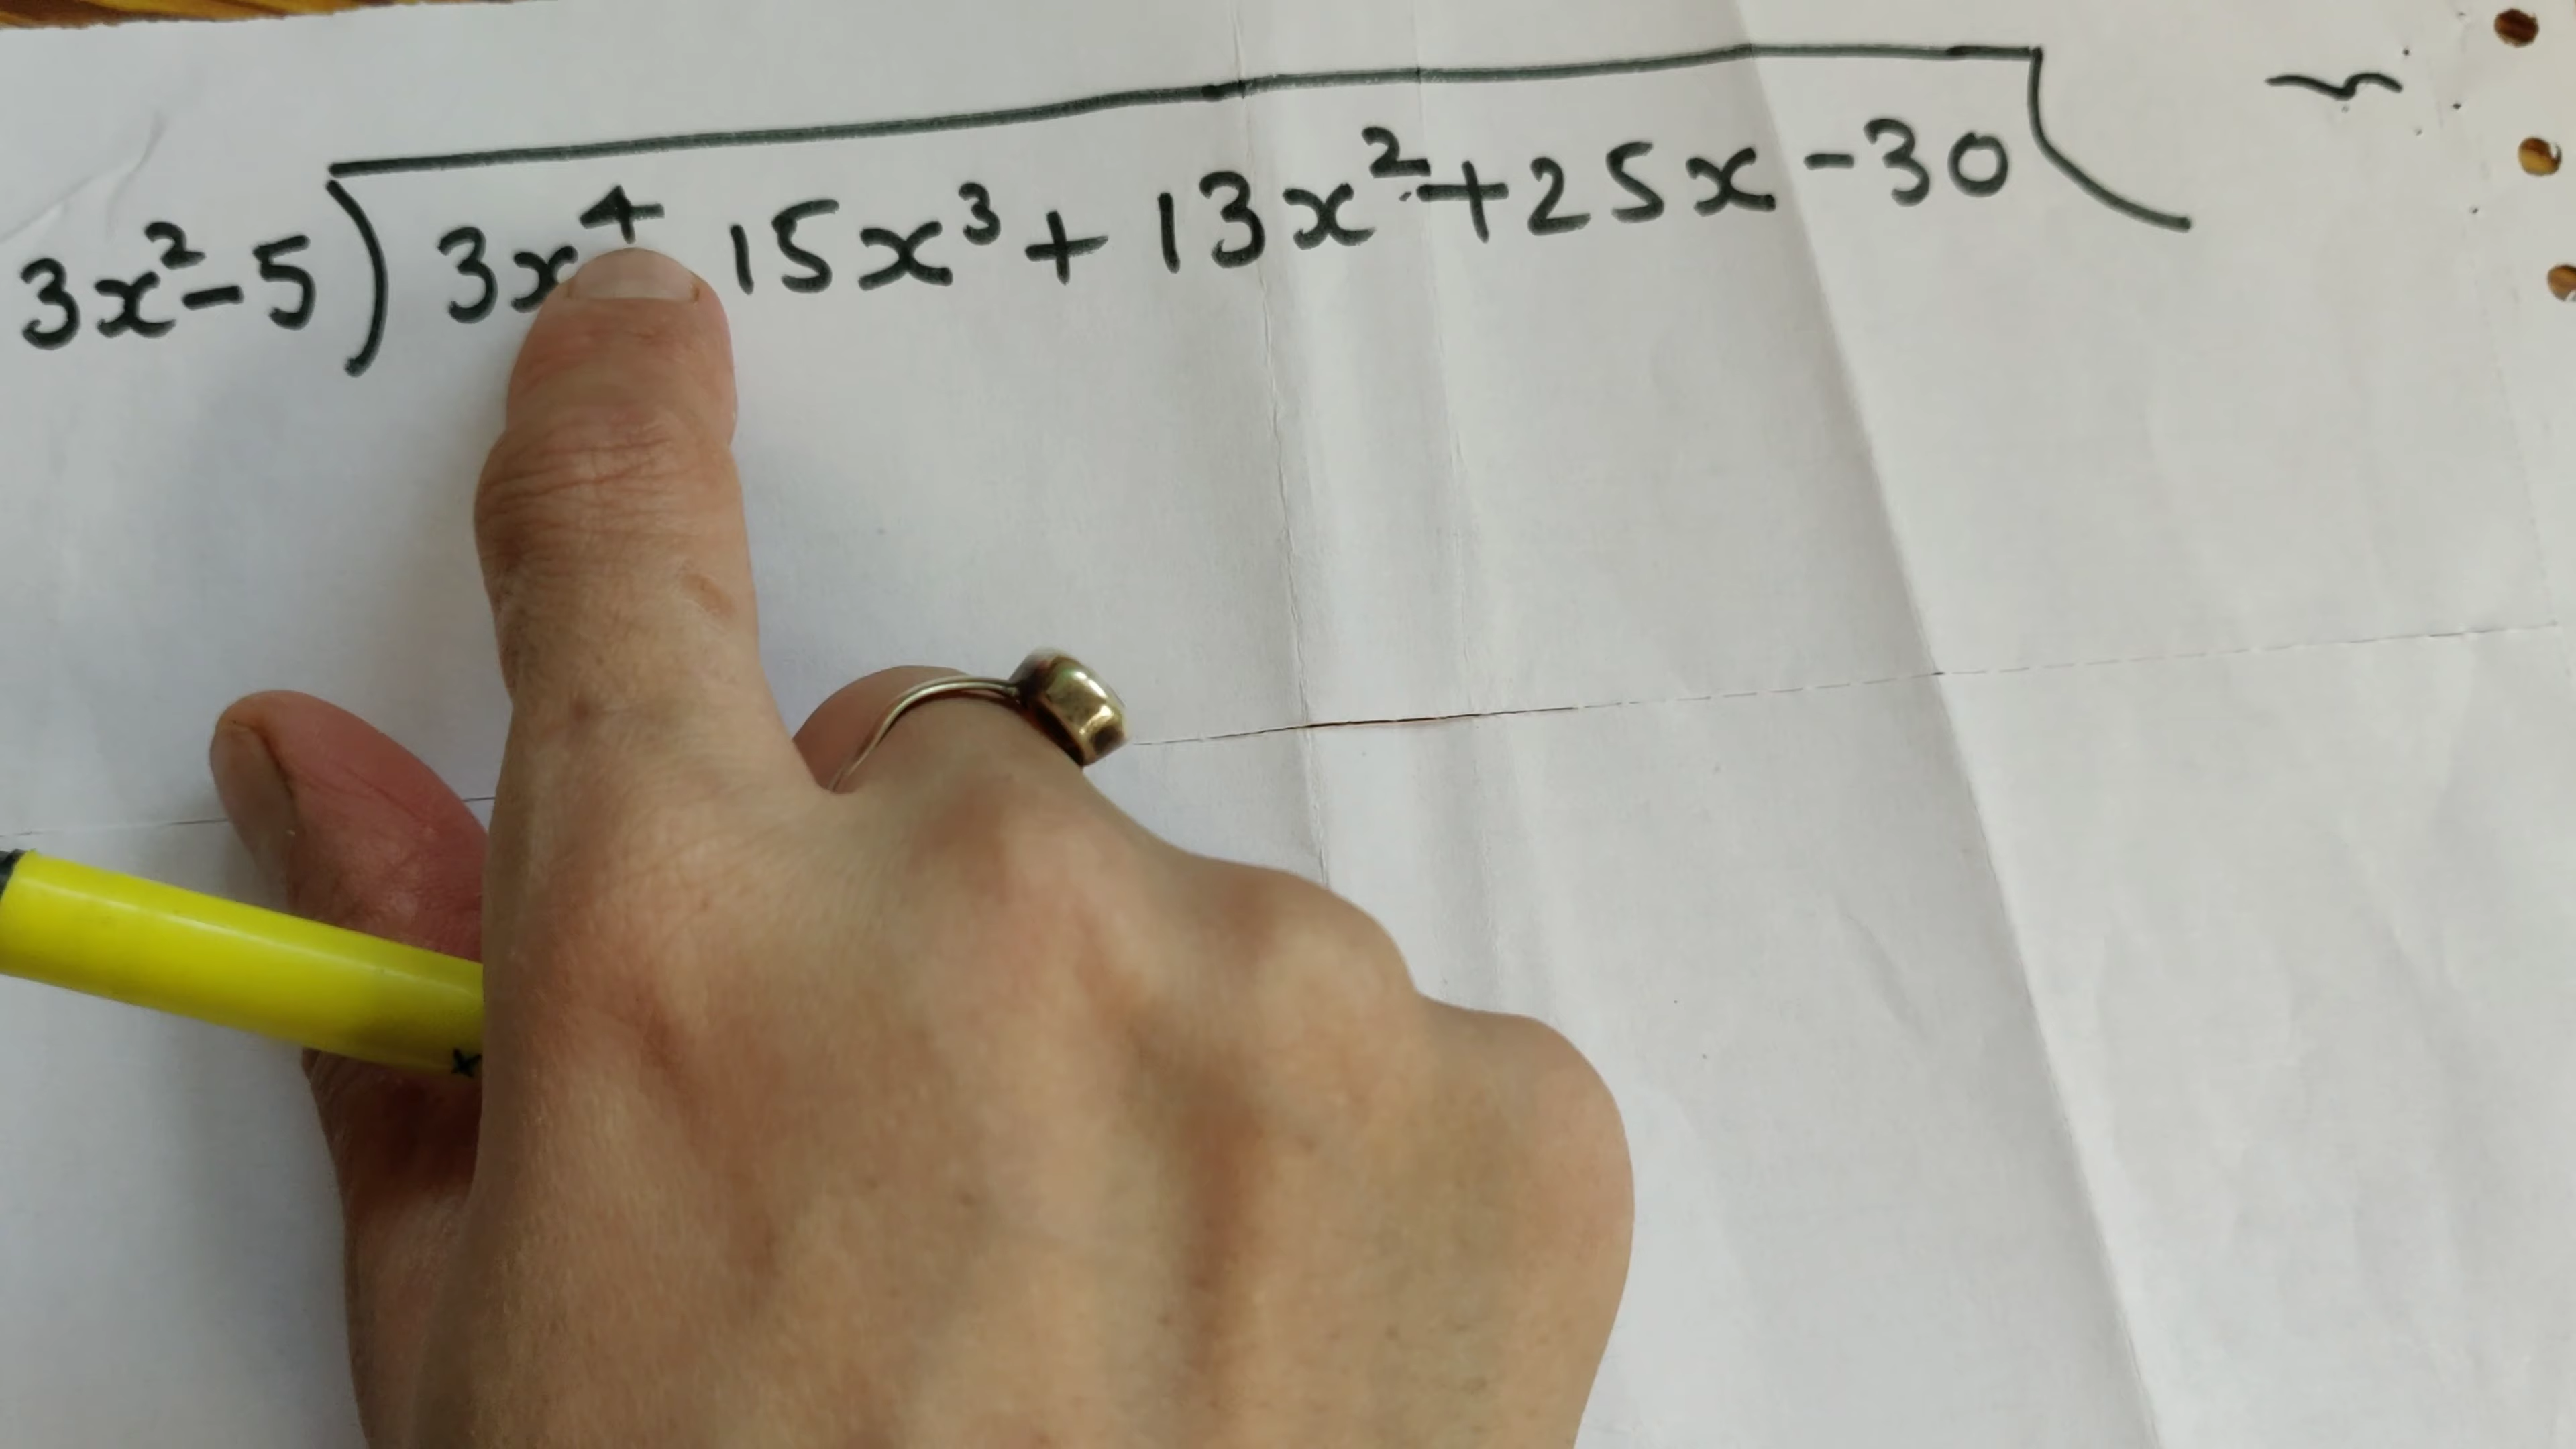 3x²-5) 3x⁴ 15x³ + 13x² + 25x - 30(